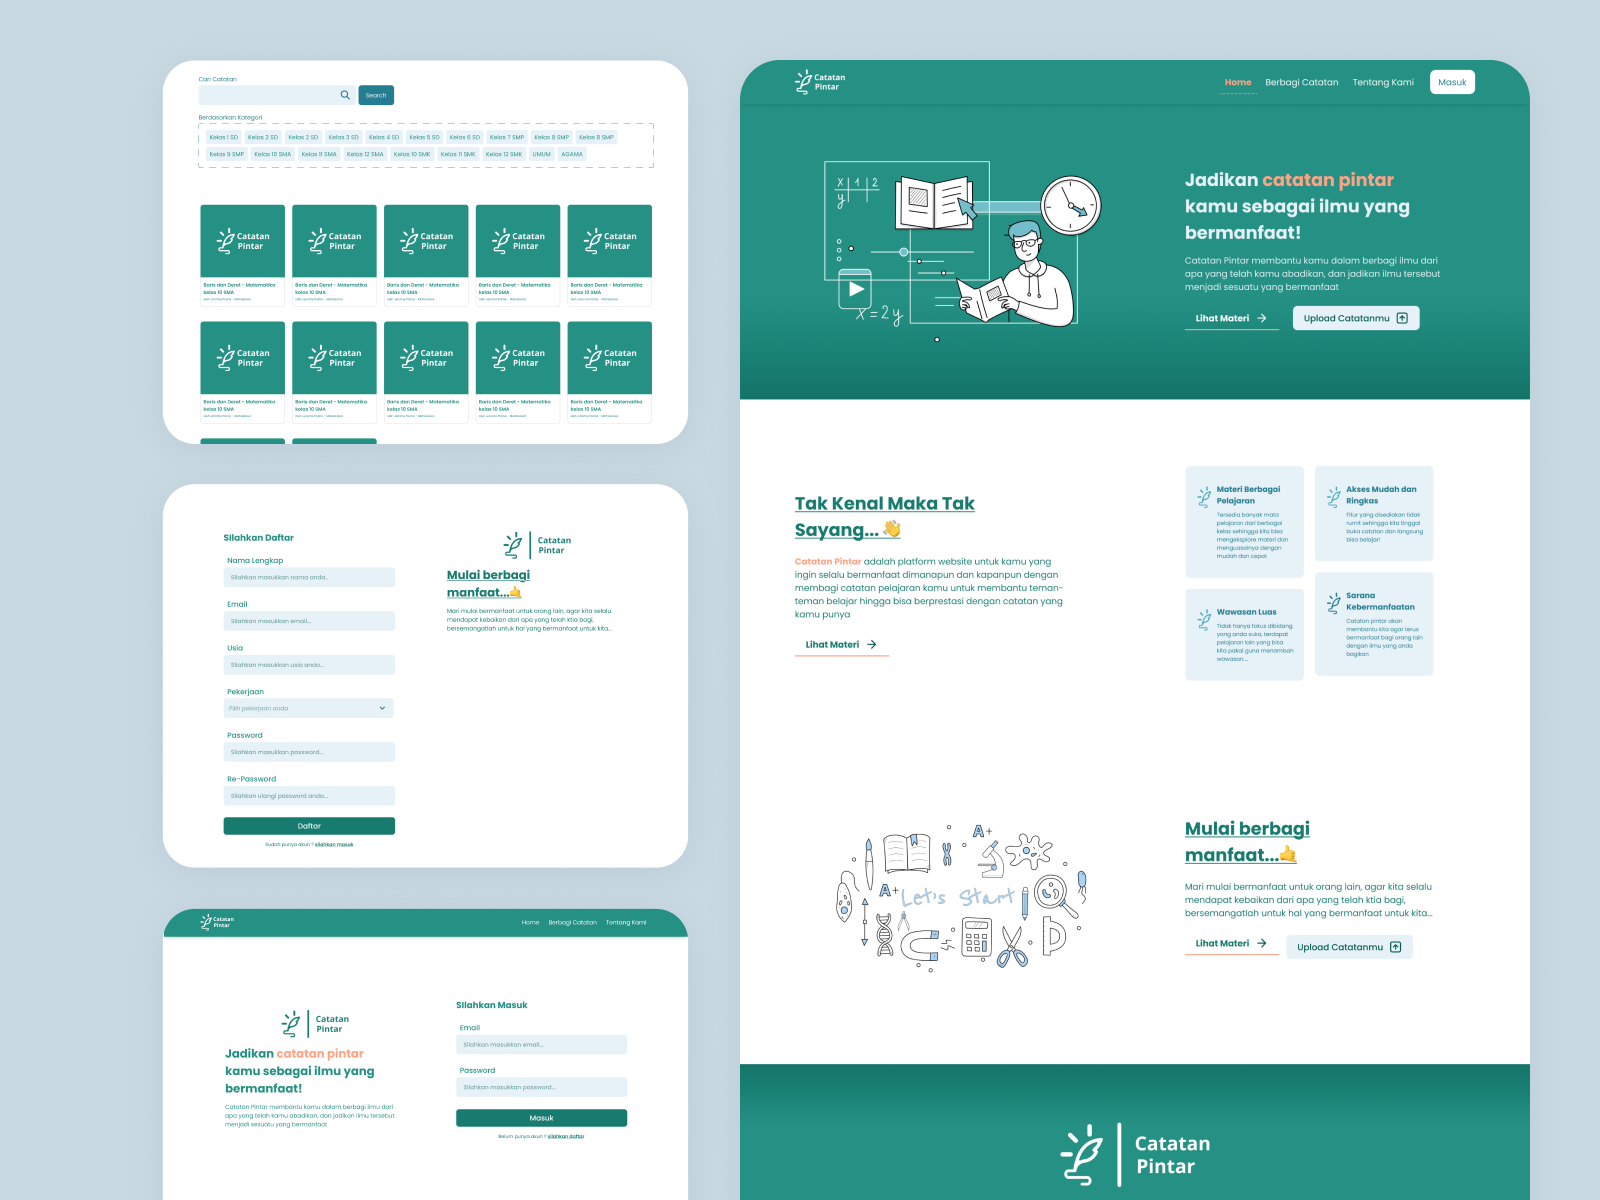 Cari Catatan
Search
Berdasarkan Kategori
Kelas 1 SD Kelas 2 SD Kelas 2 SD Kelas 3 SD Kelas 4 SD Kelas 5 SD Kelas 6 SD Kelas 7 SMP Kelas 8 SMP Kelas 8 SMP
Kelas 9 SMP Kelas 10 SMA Kelas 11 SMA Kelas 12 SMA Kelas 10 SMK Kelas 11 SMK Kelas 12 SMK UMUM AGAMA
Catatan Catatan Catatan Catatan Catatan
Pintar Pintar Pintar Pintar Pintar
Baris dan Deret - Matematika Baris dan Deret - Matematika Baris dan Deret - Matematika Baris dan Deret - Matematika Baris dan Deret - Matematika
kelas 10 SMA kelas 10 SMA kelas 10 SMA kelas 10 SMA kelas 10 SMA
Catatan Catatan Catatan Catatan Catatan
Pintar Pintar Pintar Pintar Pintar
Baris dan Deret - Matematika Baris dan Deret - Matematika Baris dan Deret - Matematika Baris dan Deret - Matematika Baris dan Deret - Matematika
kelas 10 SMA kelas 10 SMA kelas 10 SMA kelas 10 SMA kelas 10 SMA
SIlahkan Daftar
Nama Lengkap
Silahkan masukkan nama anda...
Email
Silahkan masukkan email...
Usia
Silahkan masukkan usia anda...
Pekerjaan
Pilih pekerjaan anda
Password
Silahkan masukkan password...
Re-Password
Silahkan ulangi password anda...
Daftar
Sudah punya akun ? silahkan masuk
Catatan
Pintar
Mulai berbagi
manfaat...🤙
Mari mulai bermanfaat untuk orang lain, agar kita selalu
mendapat kebaikan dari apa yang telah ktia bagi,
bersemangatlah untuk hal yang bermanfaat untuk kita...
Catatan
Pintar
Home Berbagi Catatan Tentang Kami
Catatan
Pintar
Jadikan catatan pintar
kamu sebagai ilmu yang
bermanfaat!
Catatan Pintar membantu kamu dalam berbagi ilmu dari
apa yang telah kamu abadikan, dan jadikan ilmu tersebut
menjadi sesuatu yang bermanfaat
SIlahkan Masuk
Email
Silahkan masukkan email...
Password
Silahkan masukkan password...
Masuk
Belum punya akun ? silahkan daftar
Catatan
Pintar
Home Berbagi Catatan Tentang Kami Masuk
x 1 2
y
x = 2y
Jadikan catatan pintar
kamu sebagai ilmu yang
bermanfaat!
Catatan Pintar membantu kamu dalam berbagi ilmu dari
apa yang telah kamu abadikan, dan jadikan ilmu tersebut
menjadi sesuatu yang bermanfaat
Lihat Materi Upload Catatanmu
Tak Kenal Maka Tak
Sayang...👋
Catatan Pintar adalah platform website untuk kamu yang
ingin selalu bermanfaat dimanapun dan kapanpun dengan
membagi catatan pelajaran kamu untuk membantu teman-
teman belajar hingga bisa berprestasi dengan catatan yang
kamu punya
Lihat Materi
Materi Berbagai
Pelajaran
Tersedia banyak mata
pelajaran dari berbagai
kelas sehingga kita bisa
mengeksplore materi dan
menguasainya dengan
mudah dan cepat
Akses Mudah dan
Ringkas
Fitur yang disediakan tidak
rumit sehingga kita tinggal
buka catatan dan langsung
bisa belajar!
Wawasan Luas
Tidak hanya fokus dibidang
yang anda suka, terdapat
pelajaran lain yang bisa
kita pakai guna menambah
wawasan...
Sarana
Kebermanfaatan
Catatan pintar akan
membantu kita agar terus
bermanfaat bagi orang lain
dengan ilmu yang anda
bagikan
A+
A+
Let's Start
Mulai berbagi
manfaat...🤙
Mari mulai bermanfaat untuk orang lain, agar kita selalu
mendapat kebaikan dari apa yang telah ktia bagi,
bersemangatlah untuk hal yang bermanfaat untuk kita...
Lihat Materi Upload Catatanmu
Catatan
Pintar